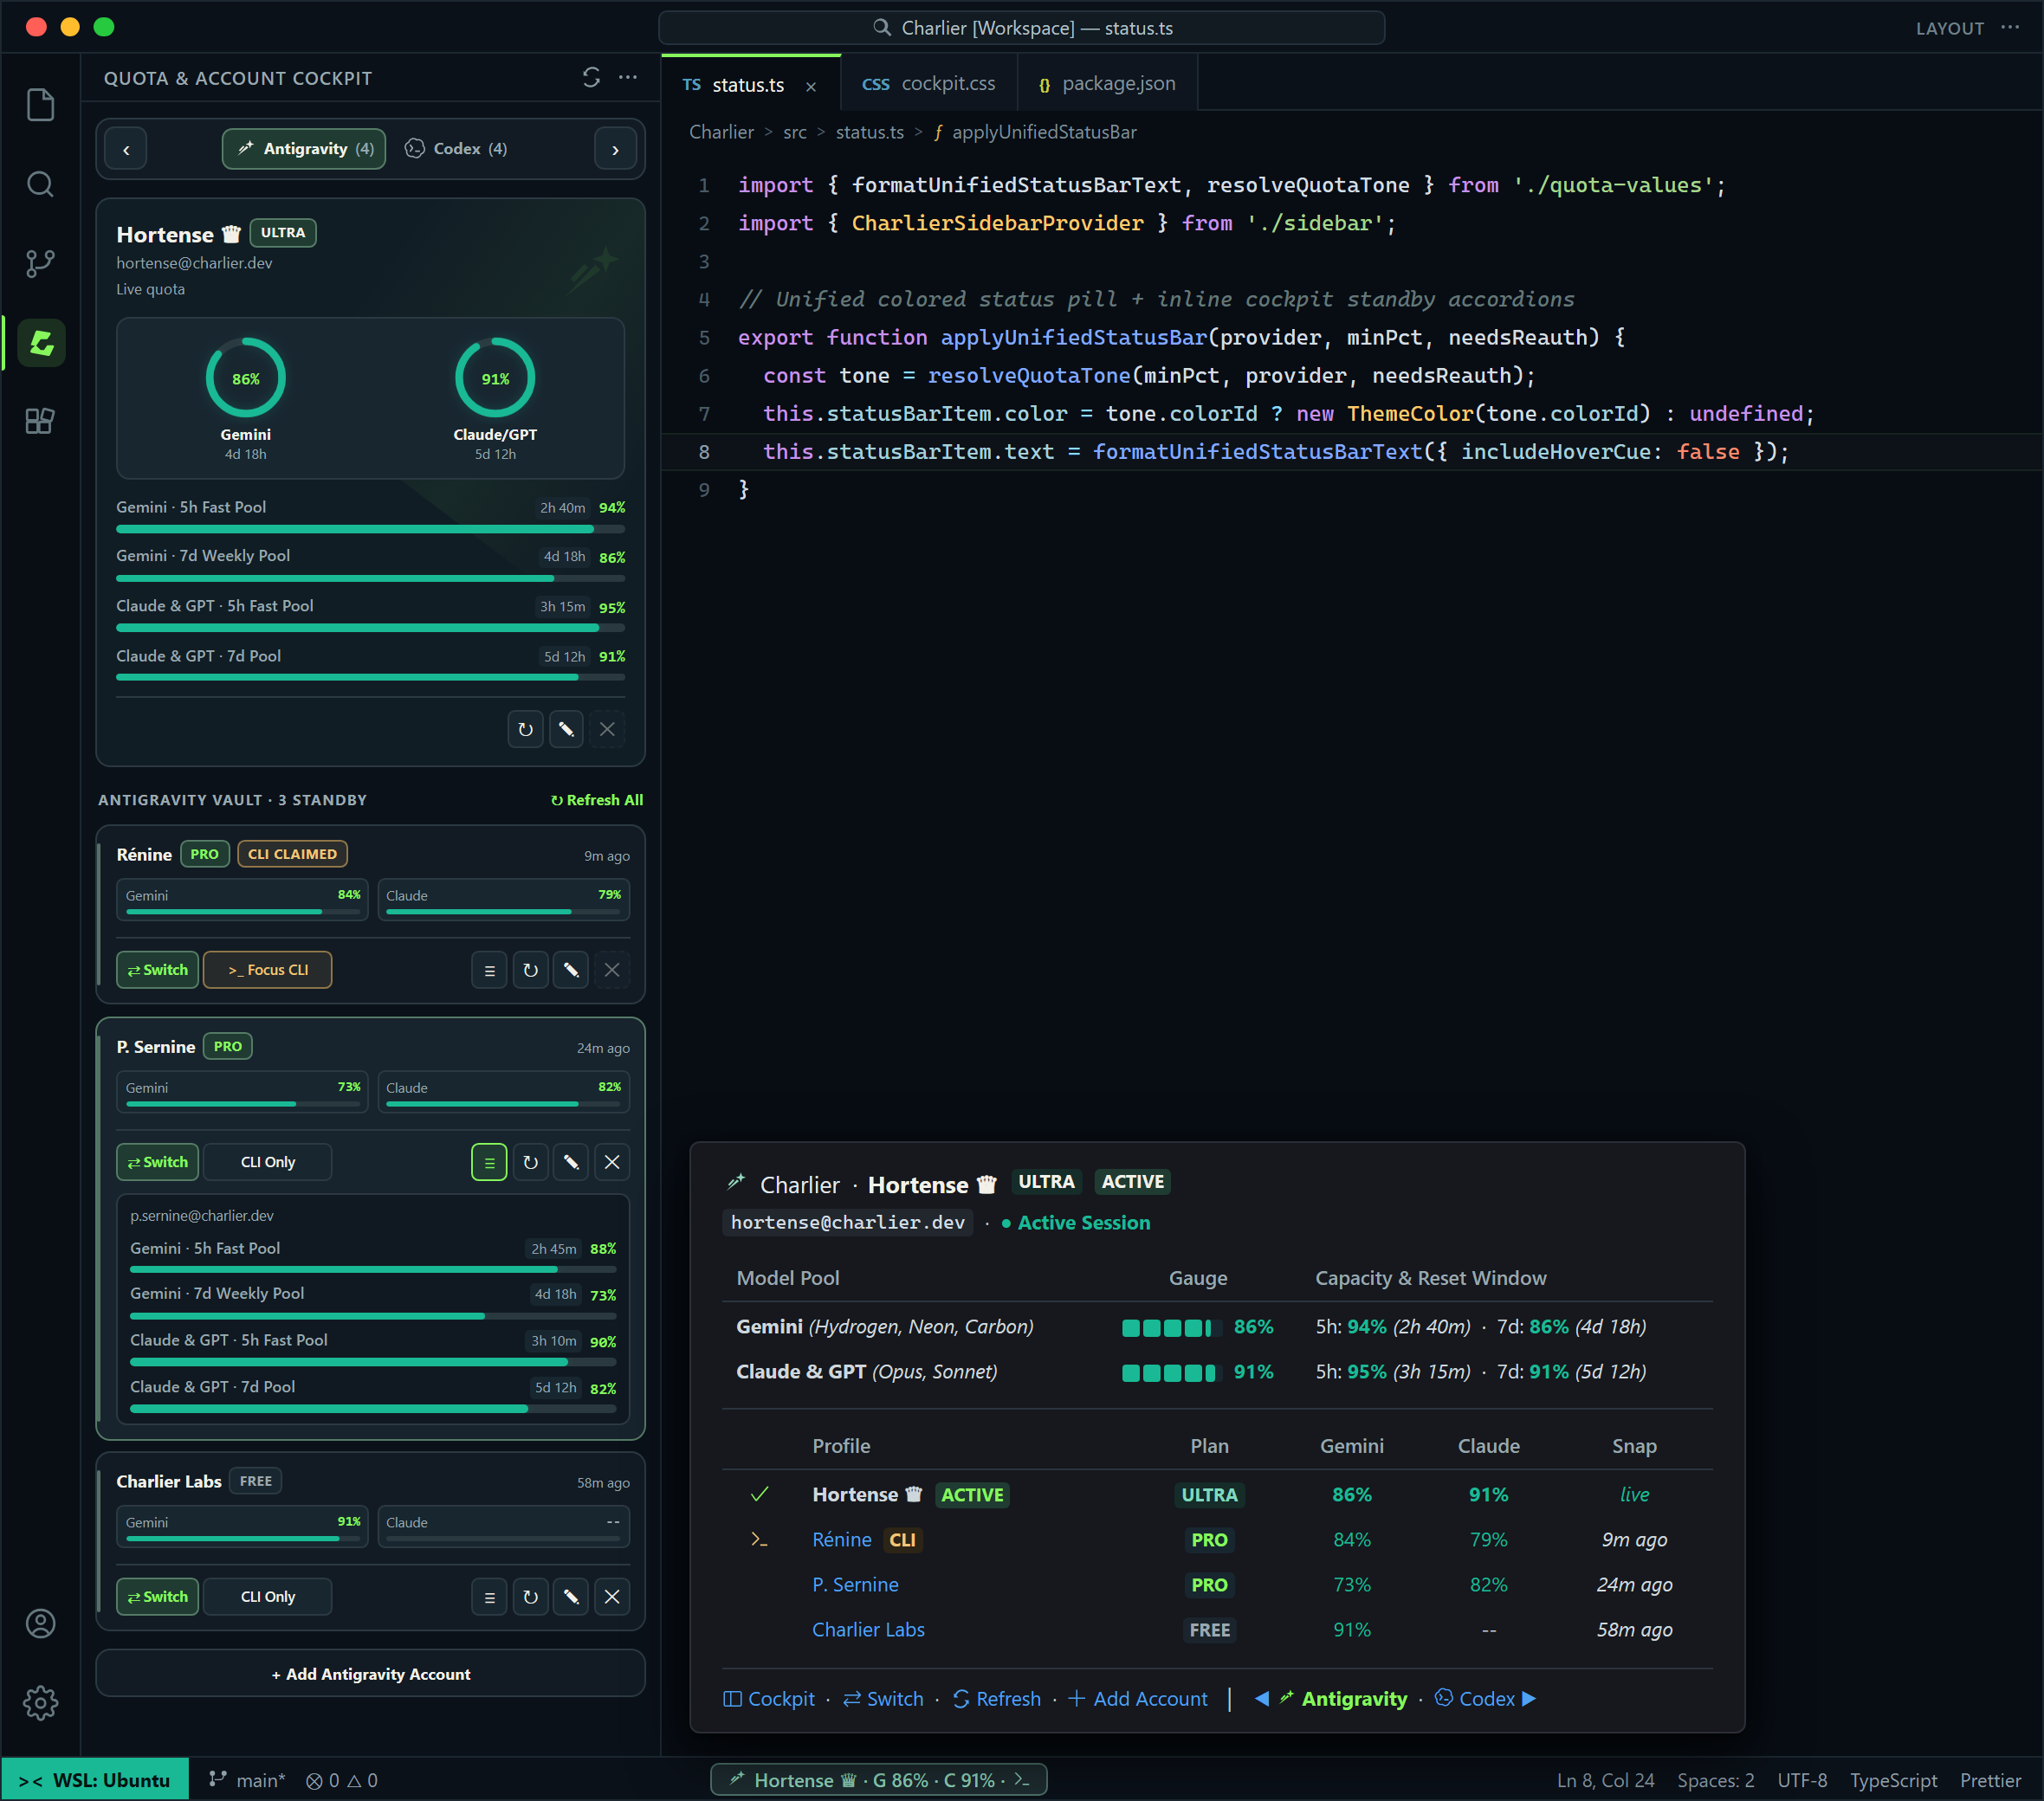 Charlier [Workspace] — status.ts
LAYOUT ···
QUOTA & ACCOUNT COCKPIT ···
‹ Antigravity (4) Codex (4) ›
Hortense ♛ ULTRA
hortense@charlier.dev
Live quota
86% 91%
Gemini Claude/GPT
4d 18h 5d 12h
Gemini · 5h Fast Pool 2h 40m 94%
Gemini · 7d Weekly Pool 4d 18h 86%
Claude & GPT · 5h Fast Pool 3h 15m 95%
Claude & GPT · 7d Pool 5d 12h 91%
ANTIGRAVITY VAULT · 3 STANDBY ↻ Refresh All
Rénine PRO CLI CLAIMED 9m ago
Gemini 84% Claude 79%
⇄ Switch >_ Focus CLI
P. Sernine PRO 24m ago
Gemini 73% Claude 82%
⇄ Switch CLI Only
p.sernine@charlier.dev
Gemini · 5h Fast Pool 2h 45m 88%
Gemini · 7d Weekly Pool 4d 18h 73%
Claude & GPT · 5h Fast Pool 3h 10m 90%
Claude & GPT · 7d Pool 5d 12h 82%
Charlier Labs FREE 58m ago
Gemini 91% Claude --
⇄ Switch CLI Only
+ Add Antigravity Account
TS status.ts × CSS cockpit.css {} package.json
Charlier > src > status.ts > ƒ applyUnifiedStatusBar
1 import { formatUnifiedStatusBarText, resolveQuotaTone } from './quota-values';
2 import { CharlierSidebarProvider } from './sidebar';
3
4 // Unified colored status pill + inline cockpit standby accordions
5 export function applyUnifiedStatusBar(provider, minPct, needsReauth) {
6 const tone = resolveQuotaTone(minPct, provider, needsReauth);
7 this.statusBarItem.color = tone.colorId ? new ThemeColor(tone.colorId) : undefined;
8 this.statusBarItem.text = formatUnifiedStatusBarText({ includeHoverCue: false });
9 }
Charlier · Hortense ♛ ULTRA ACTIVE
hortense@charlier.dev · ● Active Session
Model Pool Gauge Capacity & Reset Window
Gemini (Hydrogen, Neon, Carbon) 86% 5h: 94% (2h 40m) · 7d: 86% (4d 18h)
Claude & GPT (Opus, Sonnet) 91% 5h: 95% (3h 15m) · 7d: 91% (5d 12h)
Profile Plan Gemini Claude Snap
Hortense ♛ ACTIVE ULTRA 86% 91% live
Rénine CLI PRO 84% 79% 9m ago
P. Sernine PRO 73% 82% 24m ago
Charlier Labs FREE 91% -- 58m ago
Cockpit · ⇄ Switch · Refresh · + Add Account | ◀ Antigravity · Codex ▶
>< WSL: Ubuntu main* 0 0 Hortense ♛ · G 86% · C 91% · >_ Ln 8, Col 24 Spaces: 2 UTF-8 TypeScript Prettier